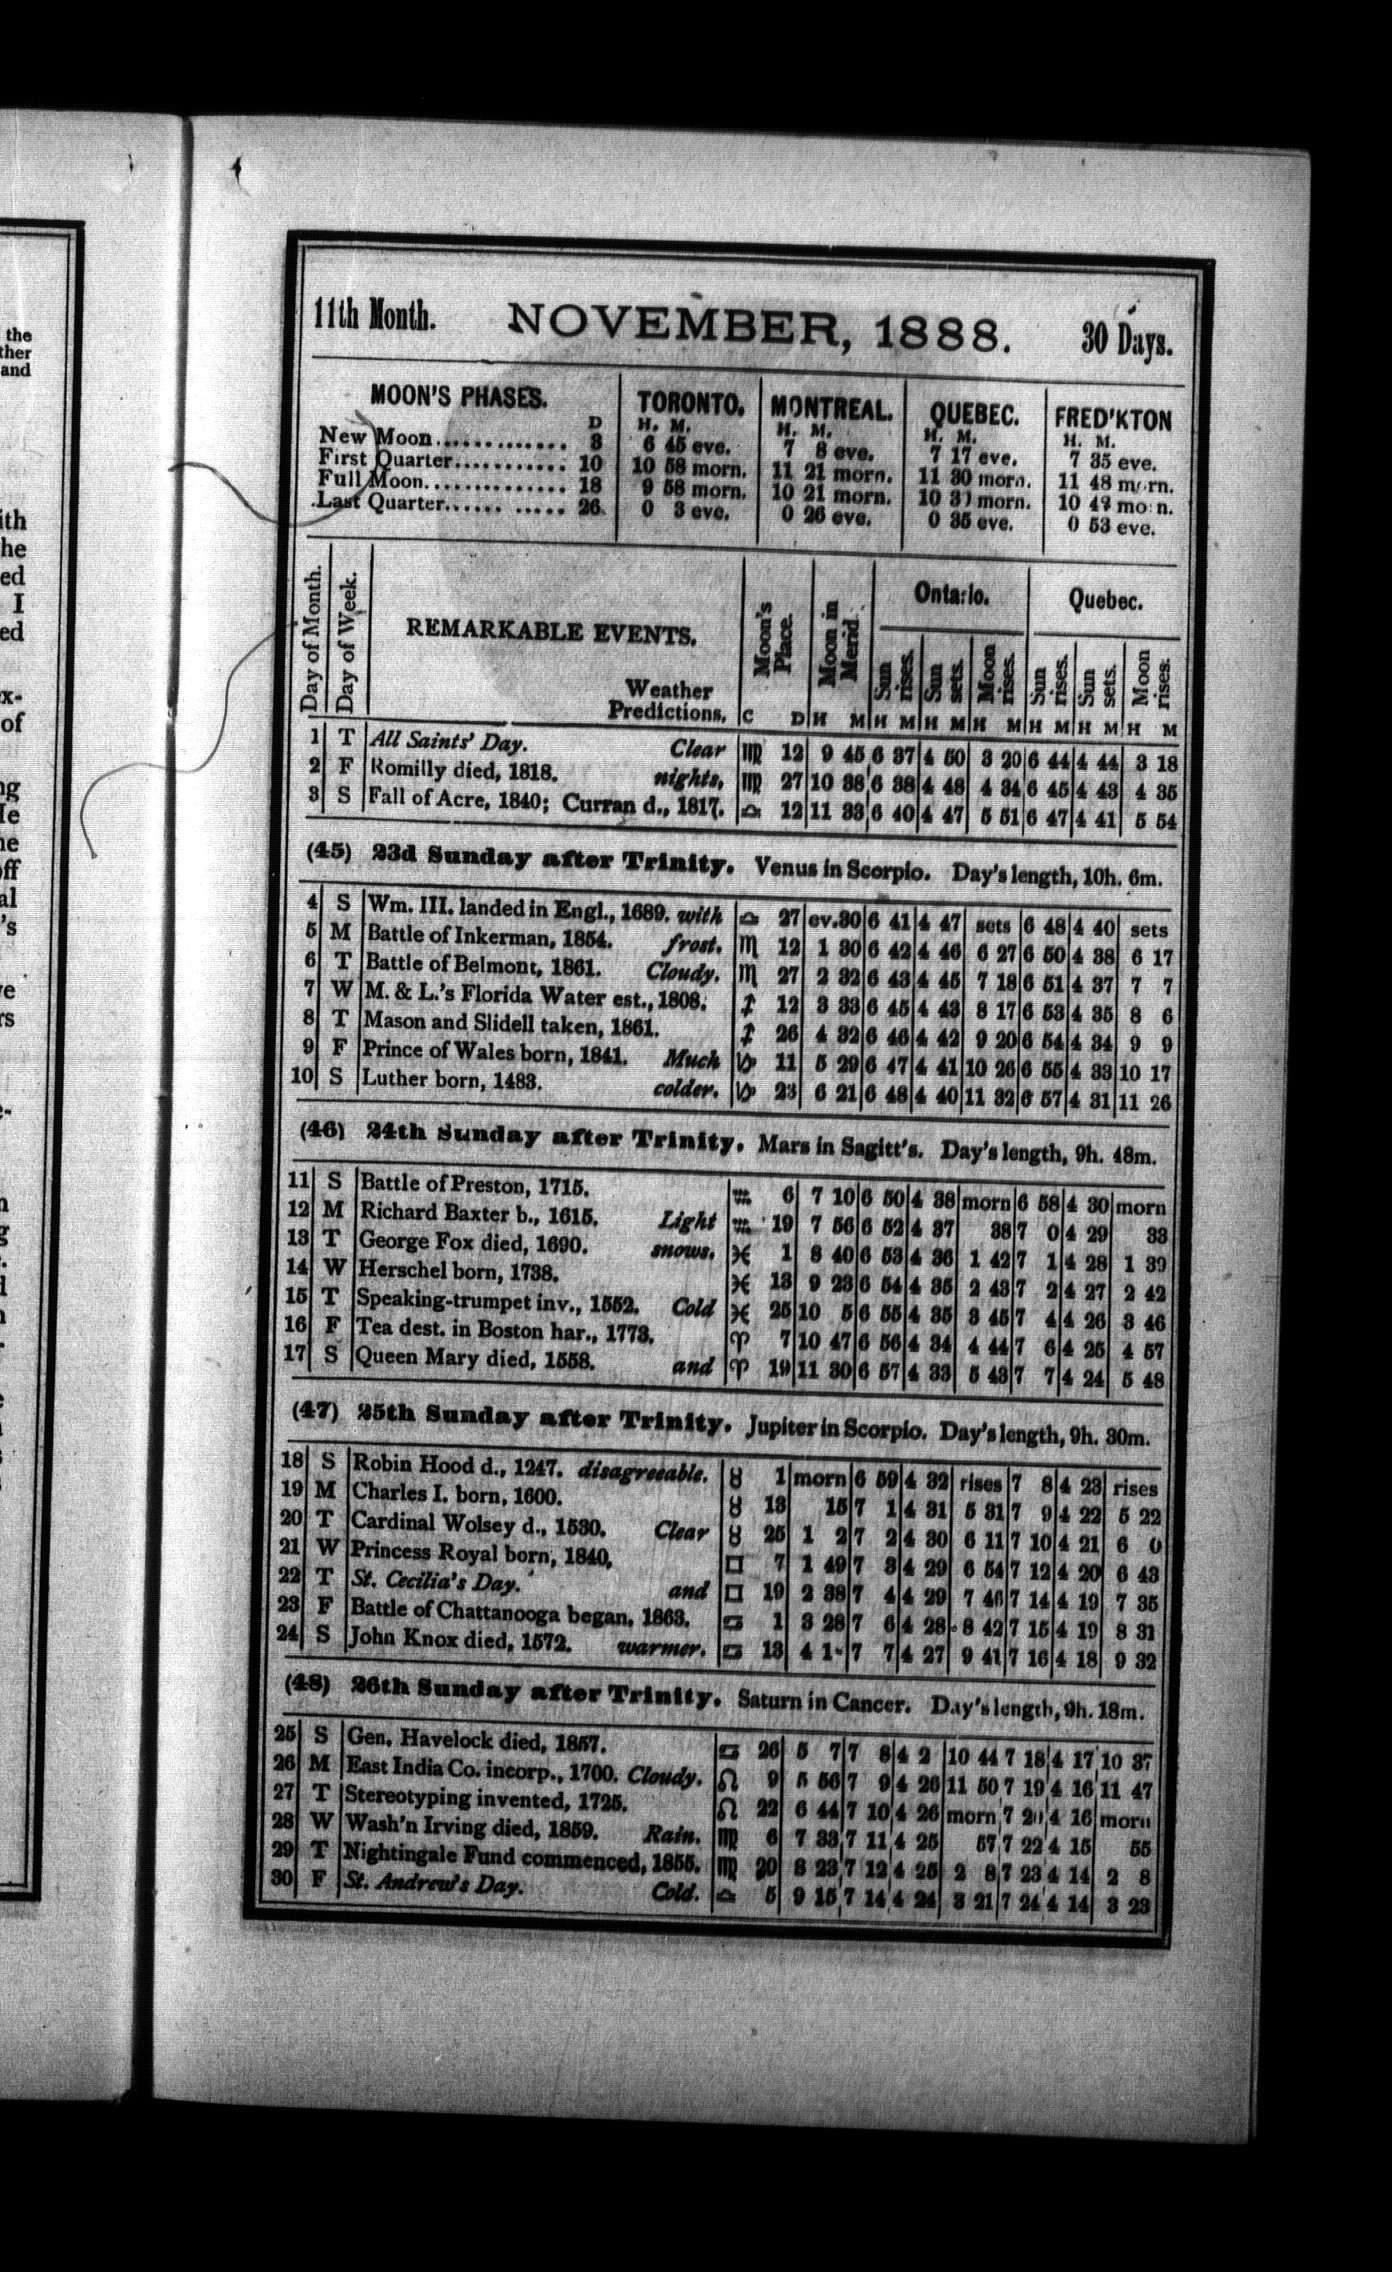 the
ther
and
ith
he
ed
I
ed
x-
of
ng
He
ne
off
al
's
ve
rs
11th Month. NOVEMBER, 1888. 30 Days.
MOON'S PHASES. TORONTO. MONTREAL. QUEBEC. FRED'KTON
D H. M. H. M. H. M. H. M.
New Moon............ 3 6 45 eve. 7 8 eve. 7 17 eve. 7 35 eve.
First Quarter........... 10 10 58 morn. 11 21 morn. 11 30 morn. 11 48 morn.
Full Moon.............. 18 9 58 morn. 10 21 morn. 10 30 morn. 10 48 morn.
Last Quarter...... ..... 26 0 3 eve. 0 26 eve. 0 35 eve. 0 53 eve.
Day of Month. Day of Week. REMARKABLE EVENTS. Weather Predictions. Moon's Place. Moon in Merid. Ontario. Quebec.
Sun rises. Sun sets. Moon rises. Sun rises. Sun sets. Moon rises.
C D H M H M H M H M H M H M H M
1 T All Saints' Day. Clear ♍ 12 9 45 6 37 4 50 3 20 6 44 4 44 3 18
2 F Romilly died, 1818. nights, ♍ 27 10 38 6 38 4 48 4 34 6 45 4 43 4 35
3 S Fall of Acre, 1840; Curran d., 1817. ♎ 12 11 33 6 40 4 47 5 51 6 47 4 41 5 54
(45) 23d Sunday after Trinity. Venus in Scorpio. Day's length, 10h. 6m.
4 S Wm. III. landed in Engl., 1689. with ♎ 27 ev.30 6 41 4 47 sets 6 48 4 40 sets
5 M Battle of Inkerman, 1854. frost. ♏ 12 1 30 6 42 4 46 6 27 6 50 4 38 6 17
6 T Battle of Belmont, 1861. Cloudy. ♏ 27 2 32 6 43 4 45 7 18 6 51 4 37 7 7
7 W M. & L.'s Florida Water est., 1808. ♐ 12 3 33 6 45 4 43 8 17 6 53 4 35 8 6
8 T Mason and Slidell taken, 1861. ♐ 26 4 32 6 46 4 42 9 20 6 54 4 34 9 9
9 F Prince of Wales born, 1841. Much ♑ 11 5 29 6 47 4 41 10 26 6 55 4 33 10 17
10 S Luther born, 1483. colder. ♑ 23 6 21 6 48 4 40 11 32 6 57 4 31 11 26
(46) 24th Sunday after Trinity. Mars in Sagitt's. Day's length, 9h. 48m.
11 S Battle of Preston, 1715. ♒ 6 7 10 6 50 4 38 morn 6 58 4 30 morn
12 M Richard Baxter b., 1615. Light ♒ 19 7 56 6 52 4 37 38 7 0 4 29 33
13 T George Fox died, 1690. snows. ♓ 1 8 40 6 53 4 36 1 42 7 1 4 28 1 39
14 W Herschel born, 1738. ♓ 13 9 23 6 54 4 35 2 43 7 2 4 27 2 42
15 T Speaking-trumpet inv., 1552. Cold ♓ 25 10 5 6 55 4 35 3 45 7 4 4 26 3 46
16 F Tea dest. in Boston har., 1773. ♈ 7 10 47 6 56 4 34 4 44 7 6 4 25 4 57
17 S Queen Mary died, 1558. and ♈ 19 11 30 6 57 4 33 5 43 7 7 4 24 5 48
(47) 25th Sunday after Trinity. Jupiter in Scorpio. Day's length, 9h. 30m.
18 S Robin Hood d., 1247. disagreeable. ♉ 1 morn 6 59 4 32 rises 7 8 4 23 rises
19 M Charles I. born, 1600. ♉ 13 15 7 1 4 31 5 31 7 9 4 22 5 22
20 T Cardinal Wolsey d., 1530. Clear ♉ 25 1 2 7 2 4 30 6 11 7 10 4 21 6 0
21 W Princess Royal born, 1840, ♊ 7 1 49 7 3 4 29 6 54 7 12 4 20 6 43
22 T St. Cecilia's Day. and ♊ 19 2 38 7 4 4 29 7 46 7 14 4 19 7 35
23 F Battle of Chattanooga began, 1863. ♋ 1 3 28 7 6 4 28 8 42 7 15 4 19 8 31
24 S John Knox died, 1572. warmer. ♋ 13 4 7 7 4 27 9 41 7 16 4 18 9 32
(48) 26th Sunday after Trinity. Saturn in Cancer. Day's length, 9h. 18m.
25 S Gen. Havelock died, 1857. ♋ 26 5 7 7 8 4 2 10 44 7 18 4 17 10 37
26 M East India Co. incorp., 1700. Cloudy. ♌ 9 5 56 7 9 4 26 11 50 7 19 4 16 11 47
27 T Stereotyping invented, 1725. ♌ 22 6 44 7 10 4 26 morn 7 20 4 16 morn
28 W Wash'n Irving died, 1859. Rain. ♍ 6 7 33 7 11 4 25 57 7 22 4 15 55
29 T Nightingale Fund commenced, 1855. ♍ 20 8 23 7 12 4 25 2 8 7 23 4 14 2 8
30 F St. Andrew's Day. Cold. ♎ 5 9 15 7 14 4 24 3 21 7 24 4 14 3 23